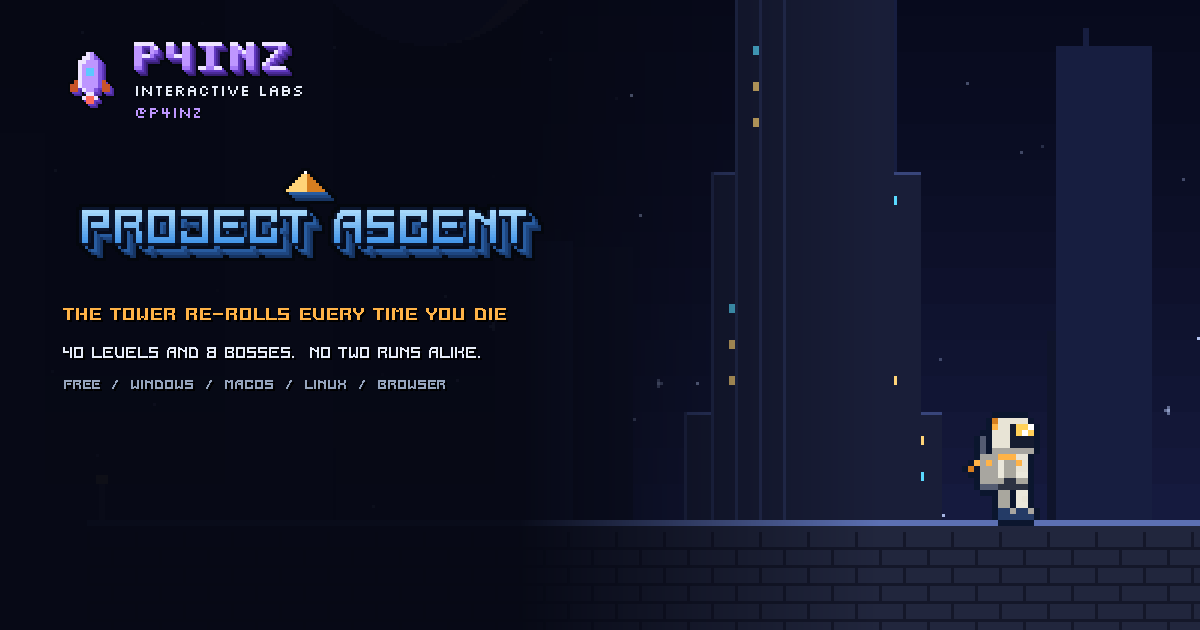 P4INZ
INTERACTIVE LABS
@P4INZ
PROJECT ASCENT
THE TOWER RE-ROLLS EVERY TIME YOU DIE
40 LEVELS AND 8 BOSSES. NO TWO RUNS ALIKE.
FREE / WINDOWS / MACOS / LINUX / BROWSER